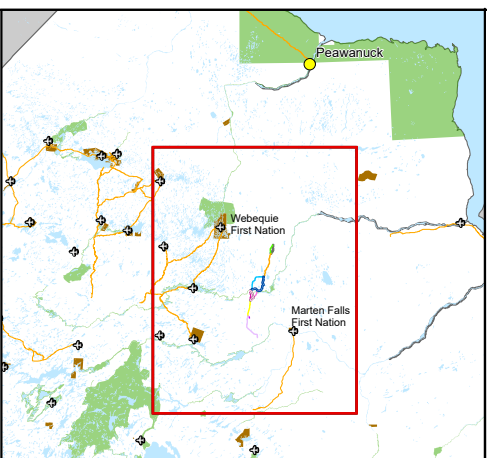 Peawanuck
Webequie
First Nation
Marten Falls
First Nation